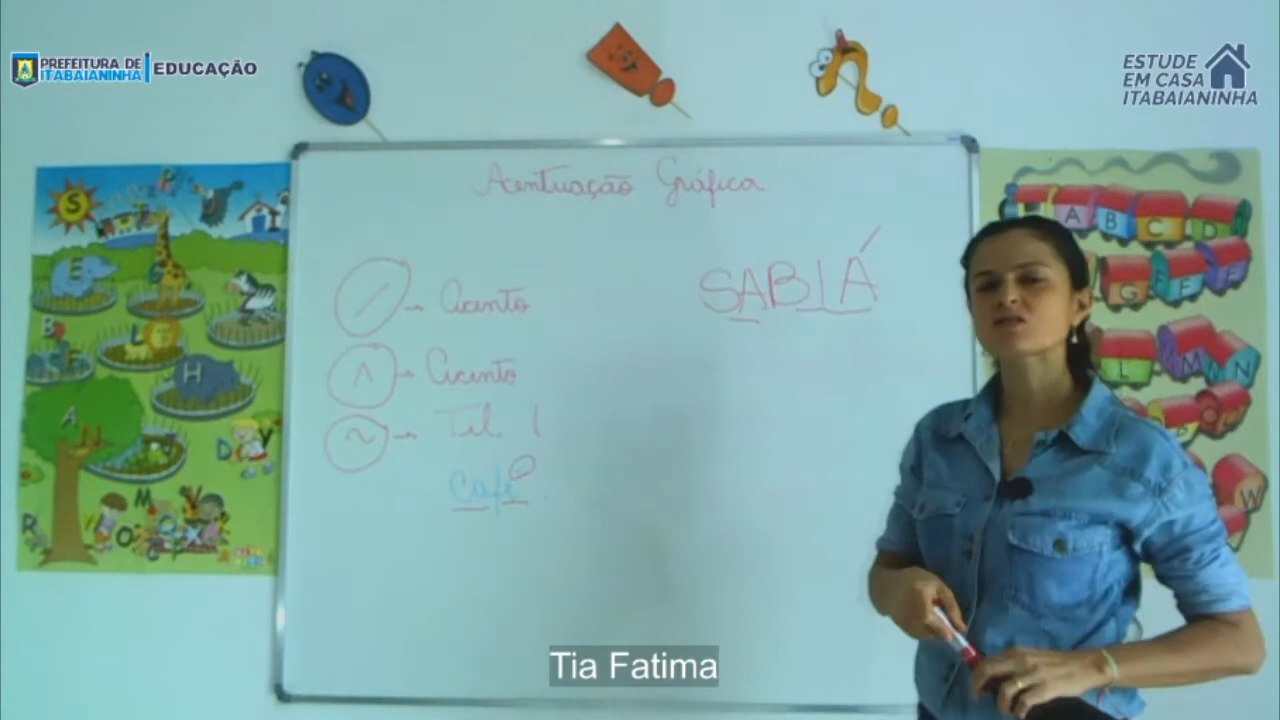 PREFEITURA DE
ITABAIANINHA
EDUCAÇÃO
ESTUDE
EM CASA
ITABAIANINHA
Acentuação Gráfica
Acento
SABIÁ
^ Acento
~ Til
Café
S
E
G
B
L
H
A
D
M
R
O
A B C D
G E F
L M N
W
Tia Fatima